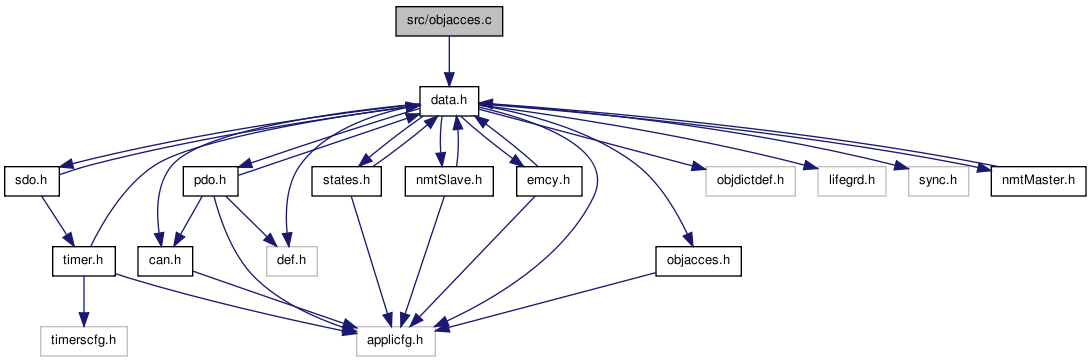 src/objacces.c
data.h
sdo.h
pdo.h
states.h
nmtSlave.h
emcy.h
objdictdef.h
lifegrd.h
sync.h
nmtMaster.h
timer.h
can.h
def.h
objacces.h
timerscfg.h
applicfg.h